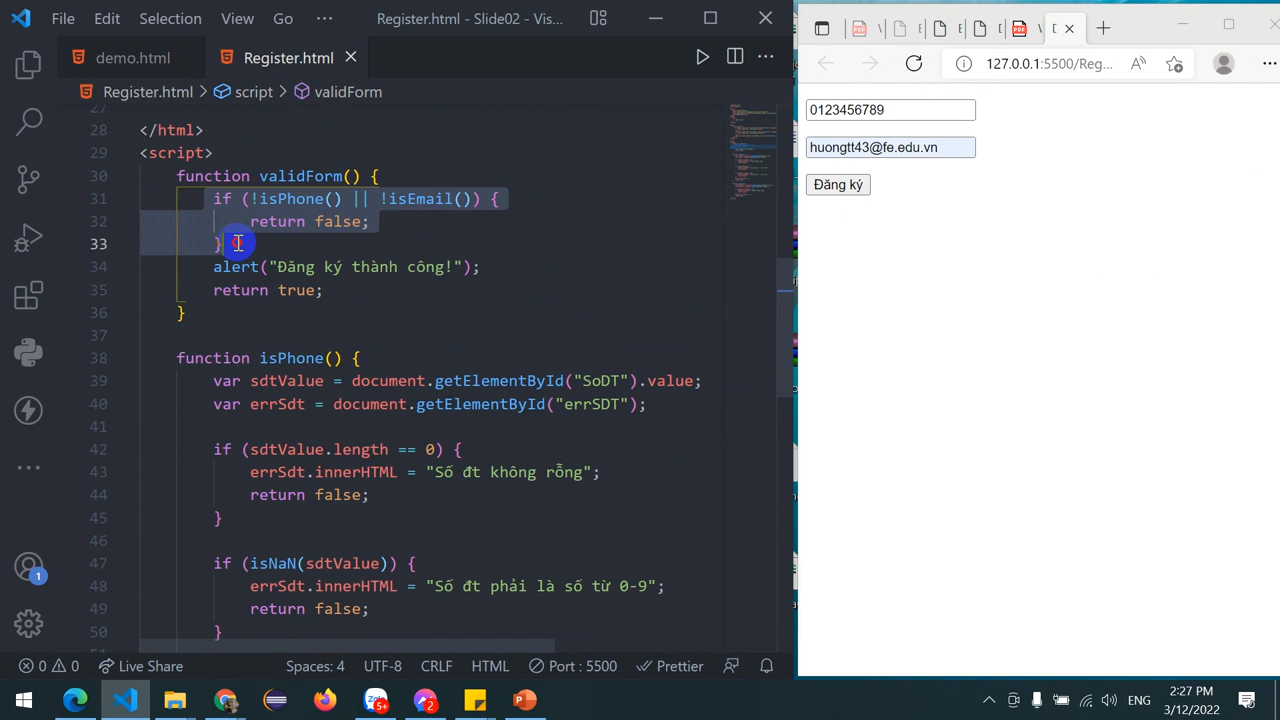 File Edit Selection View Go ··· Register.html - Slide02 - Vis...
demo.html Register.html
Register.html > script > validForm
27
28 </html>
29 <script>
30 function validForm() {
31 if (!isPhone() || !isEmail()) {
32 return false;
33 }
34 alert("Đăng ký thành công!");
35 return true;
36 }
37
38 function isPhone() {
39 var sdtValue = document.getElementById("SoDT").value;
40 var errSdt = document.getElementById("errSDT");
41
42 if (sdtValue.length == 0) {
43 errSdt.innerHTML = "Số đt không rỗng";
44 return false;
45 }
46
47 if (isNaN(sdtValue)) {
48 errSdt.innerHTML = "Số đt phải là số từ 0-9";
49 return false;
50 }
1
0 0 Live Share Spaces: 4 UTF-8 CRLF HTML Port : 5500 Prettier
127.0.0.1:5500/Reg...
0123456789
huongtt43@fe.edu.vn
Đăng ký
5+ 2 ENG 2:27 PM
3/12/2022